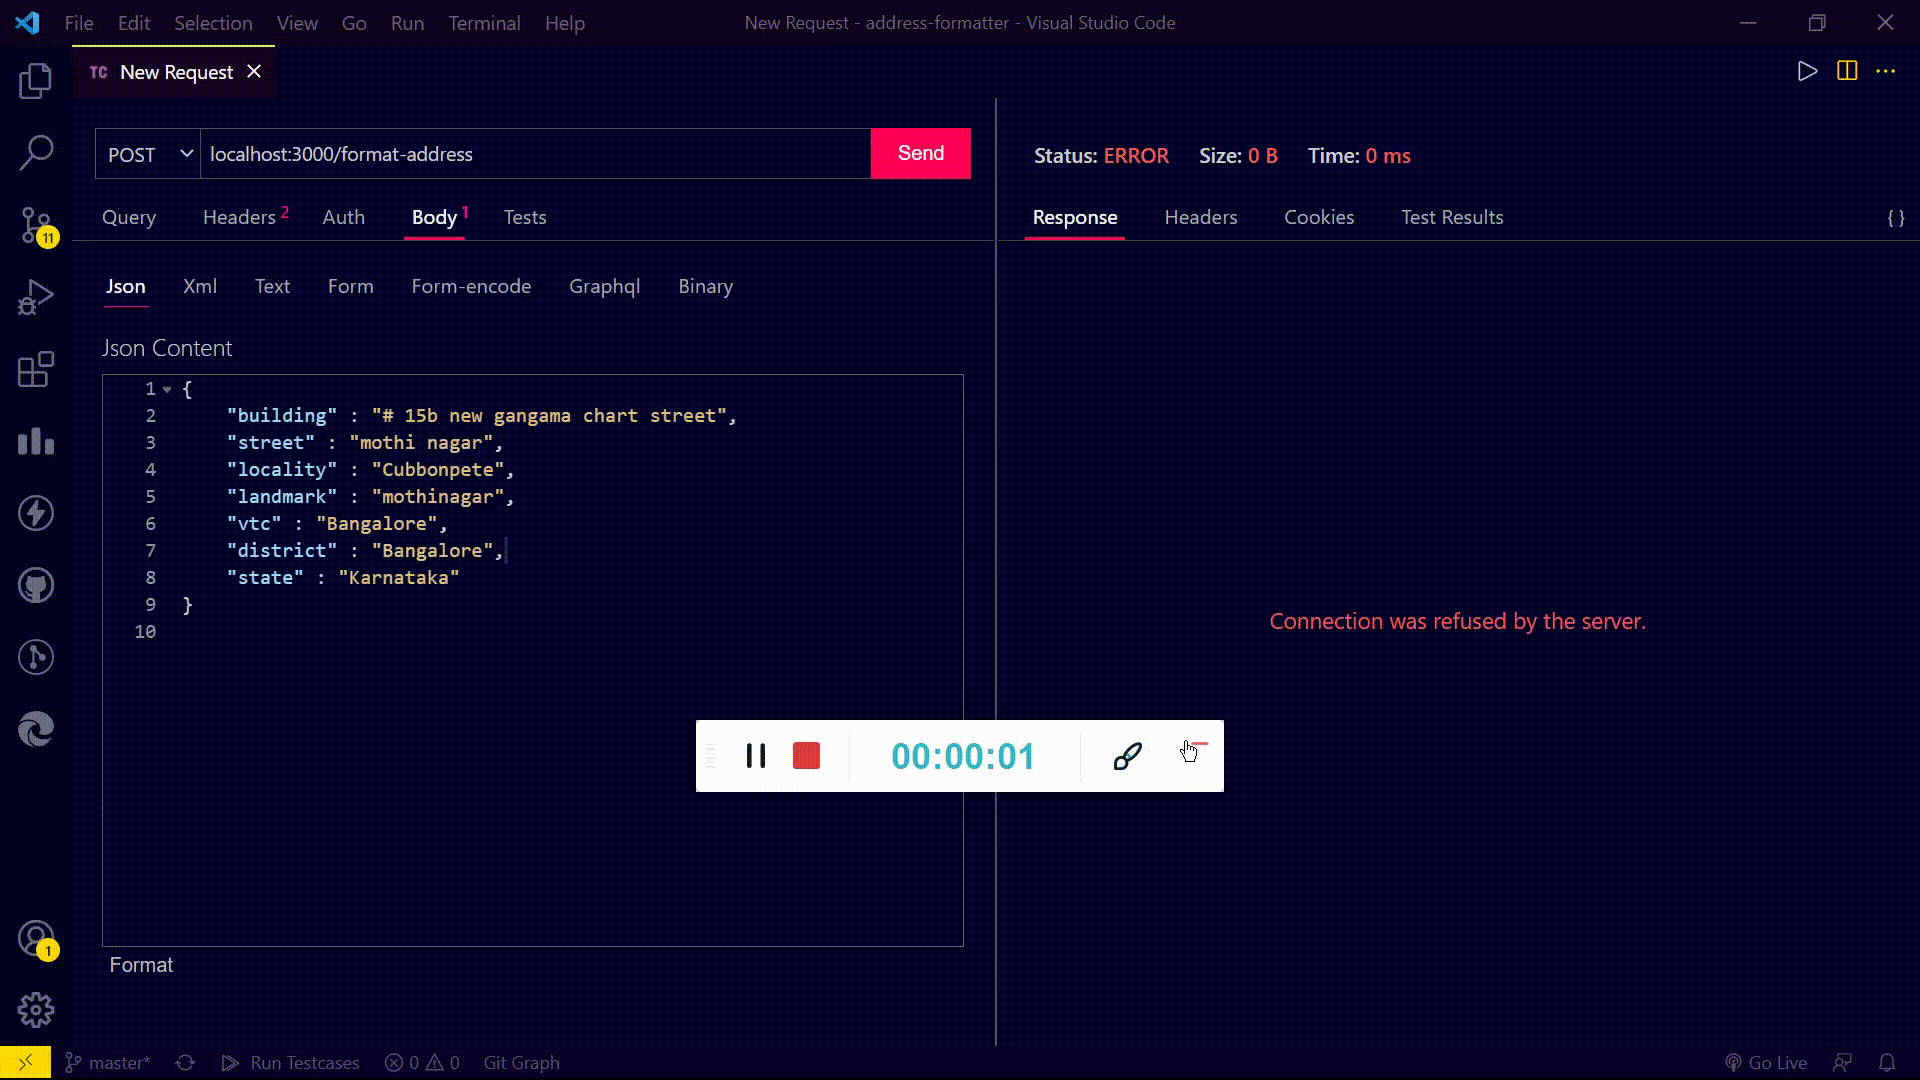 File Edit Selection View Go Run Terminal Help New Request - address-formatter - Visual Studio Code
TC New Request
POST localhost:3000/format-address Send
Status: ERROR Size: 0 B Time: 0 ms
Query Headers 2 Auth Body 1 Tests
Response Headers Cookies Test Results { }
11
Json Xml Text Form Form-encode Graphql Binary
Json Content
1 {
2 "building" : "# 15b new gangama chart street",
3 "street" : "mothi nagar",
4 "locality" : "Cubbonpete",
5 "landmark" : "mothinagar",
6 "vtc" : "Bangalore",
7 "district" : "Bangalore",
8 "state" : "Karnataka"
9 }
10
Connection was refused by the server.
00:00:01
1
Format
master* Run Testcases 0 0 Git Graph Go Live